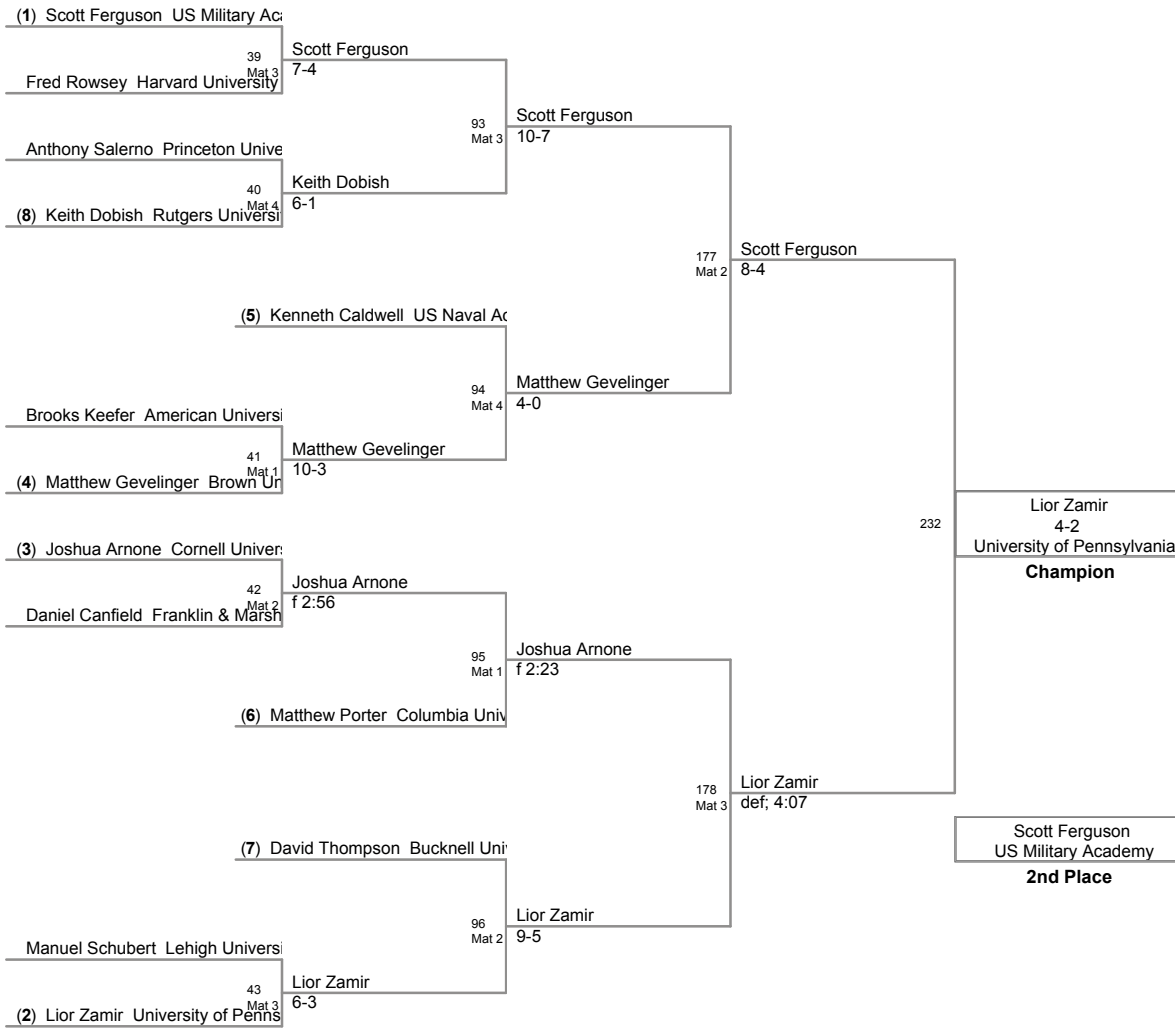 (1) Scott Ferguson US Military Aca
39
Mat 3
Scott Ferguson
7-4
Fred Rowsey Harvard University
93
Mat 3
Scott Ferguson
10-7
Anthony Salerno Princeton Unive
40
Mat 4
Keith Dobish
6-1
(8) Keith Dobish Rutgers Universi
177
Mat 2
Scott Ferguson
8-4
(5) Kenneth Caldwell US Naval Ac
94
Mat 4
Matthew Gevelinger
4-0
Brooks Keefer American Universi
41
Mat 1
Matthew Gevelinger
10-3
(4) Matthew Gevelinger Brown Un
232
Lior Zamir
4-2
University of Pennsylvania
Champion
(3) Joshua Arnone Cornell Univers
42
Mat 2
Joshua Arnone
f 2:56
Daniel Canfield Franklin & Marsh
95
Mat 1
Joshua Arnone
f 2:23
(6) Matthew Porter Columbia Univ
178
Mat 3
Lior Zamir
def; 4:07
Scott Ferguson
US Military Academy
2nd Place
(7) David Thompson Bucknell Uni
96
Mat 2
Lior Zamir
9-5
Manuel Schubert Lehigh Universi
43
Mat 3
Lior Zamir
6-3
(2) Lior Zamir University of Penns